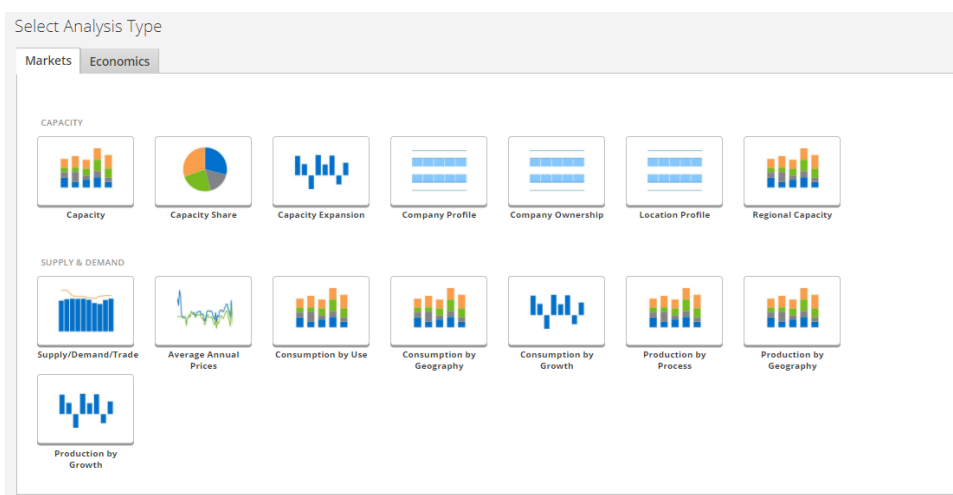 Select Analysis Type
Markets Economics
CAPACITY
Capacity Capacity Share Capacity Expansion Company Profile Company Ownership Location Profile Regional Capacity
SUPPLY & DEMAND
Supply/Demand/Trade Average Annual Consumption by Use Consumption by Consumption by Production by Production by
Prices Geography Growth Process Geography
Production by
Growth